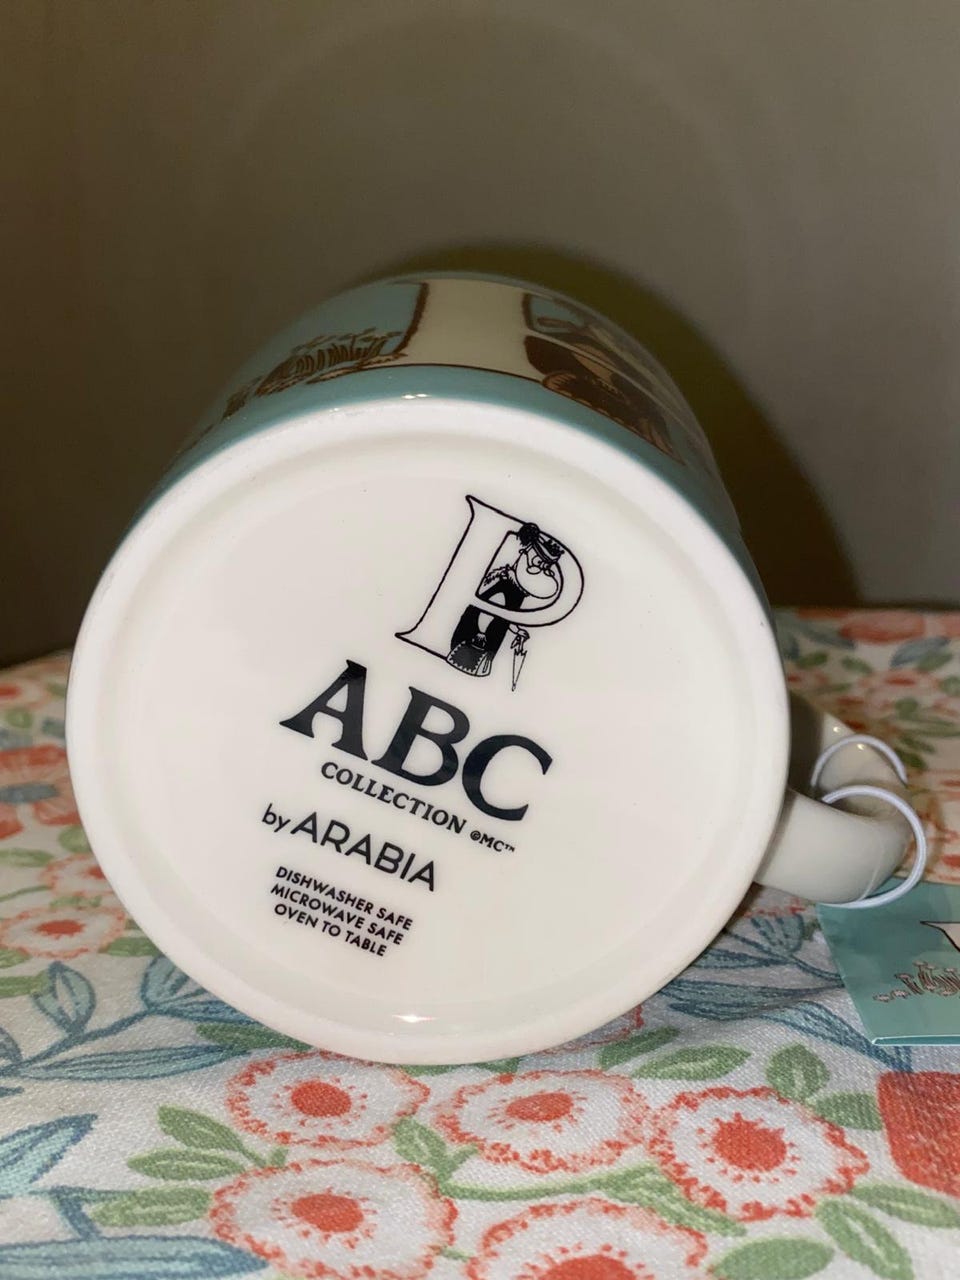 P
ABC
COLLECTION ©MC™
by ARABIA
DISHWASHER SAFE
MICROWAVE SAFE
OVEN TO TABLE